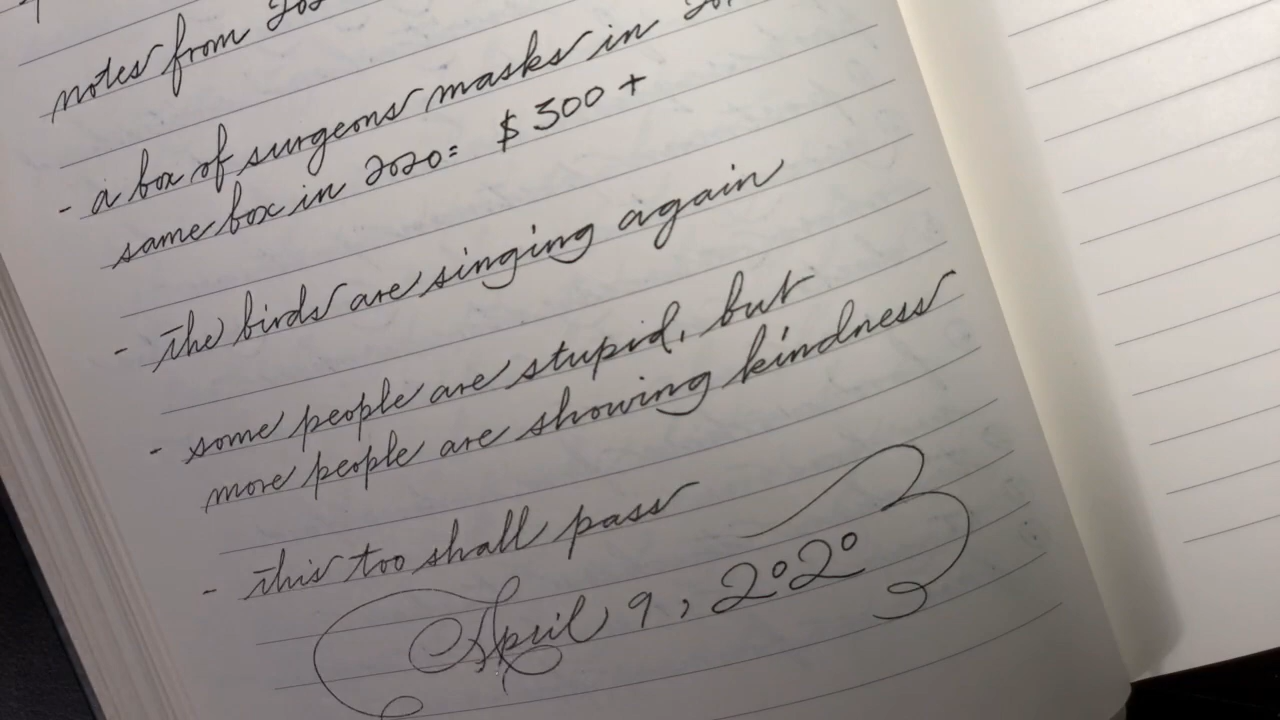 notes from
- a box of surgeons masks in
same box in 2020: $300+
- the birds are singing again
- some people are stupid, but
more people are showing kindness
- this too shall pass
April 9, 2020